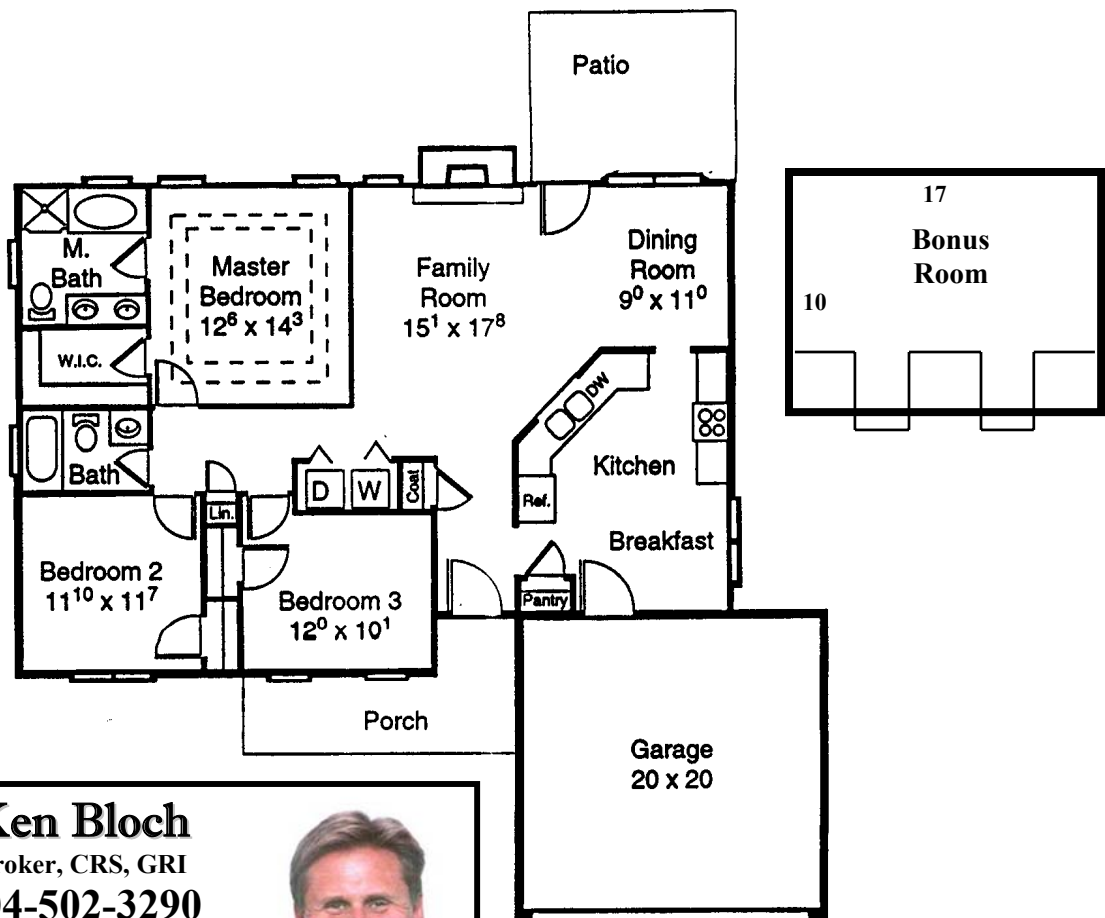 Patio
M.
Bath
Master
Bedroom
12⁶ x 14³
Family
Room
15¹ x 17⁸
Dining
Room
9⁰ x 11⁰
17
Bonus
Room
10
W.I.C.
DW
Bath
Kitchen
D
W
Coat
Ref.
Lin.
Breakfast
Bedroom 2
11¹⁰ x 11⁷
Bedroom 3
12⁰ x 10¹
Pantry
Porch
Garage
20 x 20
Ken Bloch
roker, CRS, GRI
04-502-3290